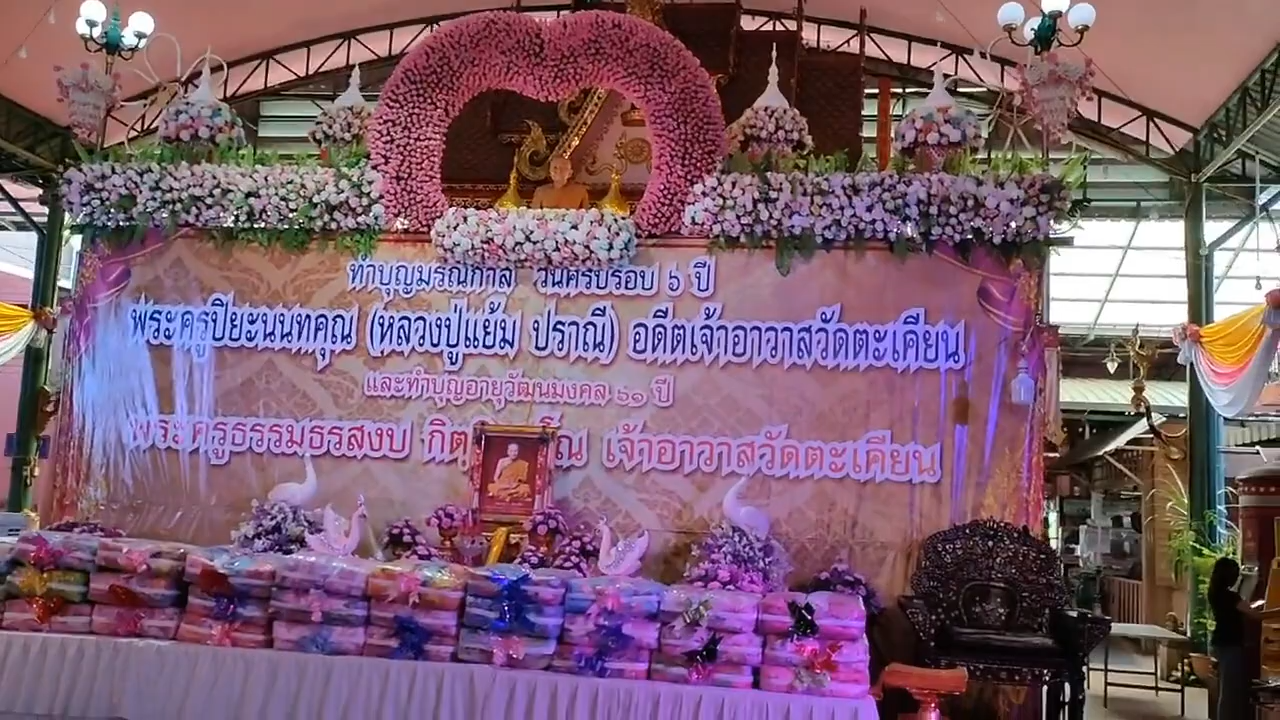 ทำบุญมรณกาล วันครบรอบ ๖ ปี
พระครูปิยะนนทคุณ (หลวงปู่แย้ม ปราณี) อดีตเจ้าอาวาสวัดตะเคียน
และทำบุญอายุวัฒนมงคล ๖๑ ปี
พระครูธรรมธรสงบ กิต โณ เจ้าอาวาสวัดตะเคียน